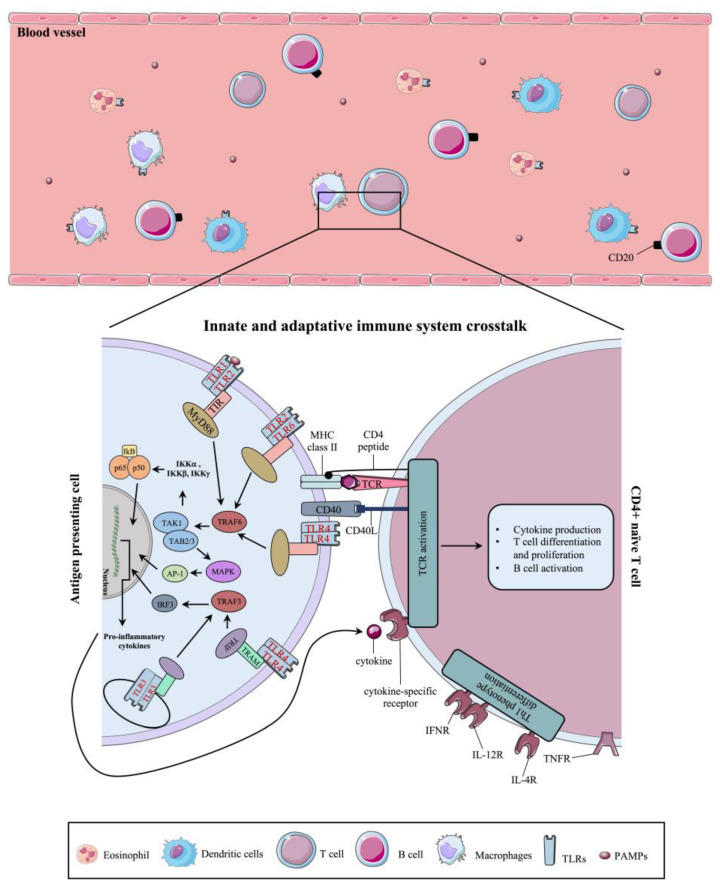 Blood vessel
CD20
Innate and adaptative immune system crosstalk
Antigen presenting cell
TLR1
TLR2
TIR
MyD88
TLR2
TLR6
IkB
p65
p50
IKKα ,
IKKβ, IKKγ
TAK1
TAB2/3
TRAF6
TLR4
TLR4
AP-1
MAPK
IRF3
TRAF3
Nucleus
Pro-inflammatory
cytokines
TRIF
TRAM
TLR4
TLR4
TLR3
TLR3
MHC
class II
CD4
peptide
TCR
CD40
CD40L
TCR activation
• Cytokine production
• T cell differentiation
and proliferation
• B cell activation
CD4+ naïve T cell
cytokine
cytokine-specific
receptor
Th1 phenotype
differentiation
IFNR
IL-12R
IL-4R
TNFR
Eosinophil
Dendritic cells
T cell
B cell
Macrophages
TLRs
PAMPs